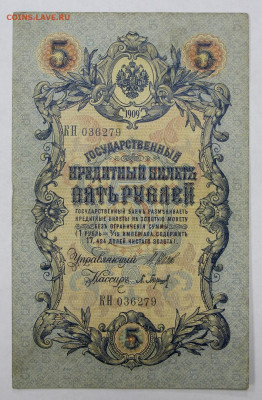 COINS.LAVE.RU
5 5
1909
КН 036279
ГОСУДАРСТВЕННЫЙ
КРЕДИТНЫЙ БИЛЕТЪ
ПЯТЬ РУБЛЕЙ
ГОСУДАРСТВЕННЫЙ БАНКЪ РАЗМѢНИВАЕТЪ
КРЕДИТНЫЕ БИЛЕТЫ НА ЗОЛОТУЮ МОНЕТУ
БЕЗЪ ОГРАНИЧЕНІЯ СУММЫ
(1 РУБЛЬ = 1/15 ИМПЕРІАЛА, СОДЕРЖИТЪ
17,424 ДОЛЕЙ ЧИСТАГО ЗОЛОТА).
Управляющій
Кассиръ
КН 036279
5